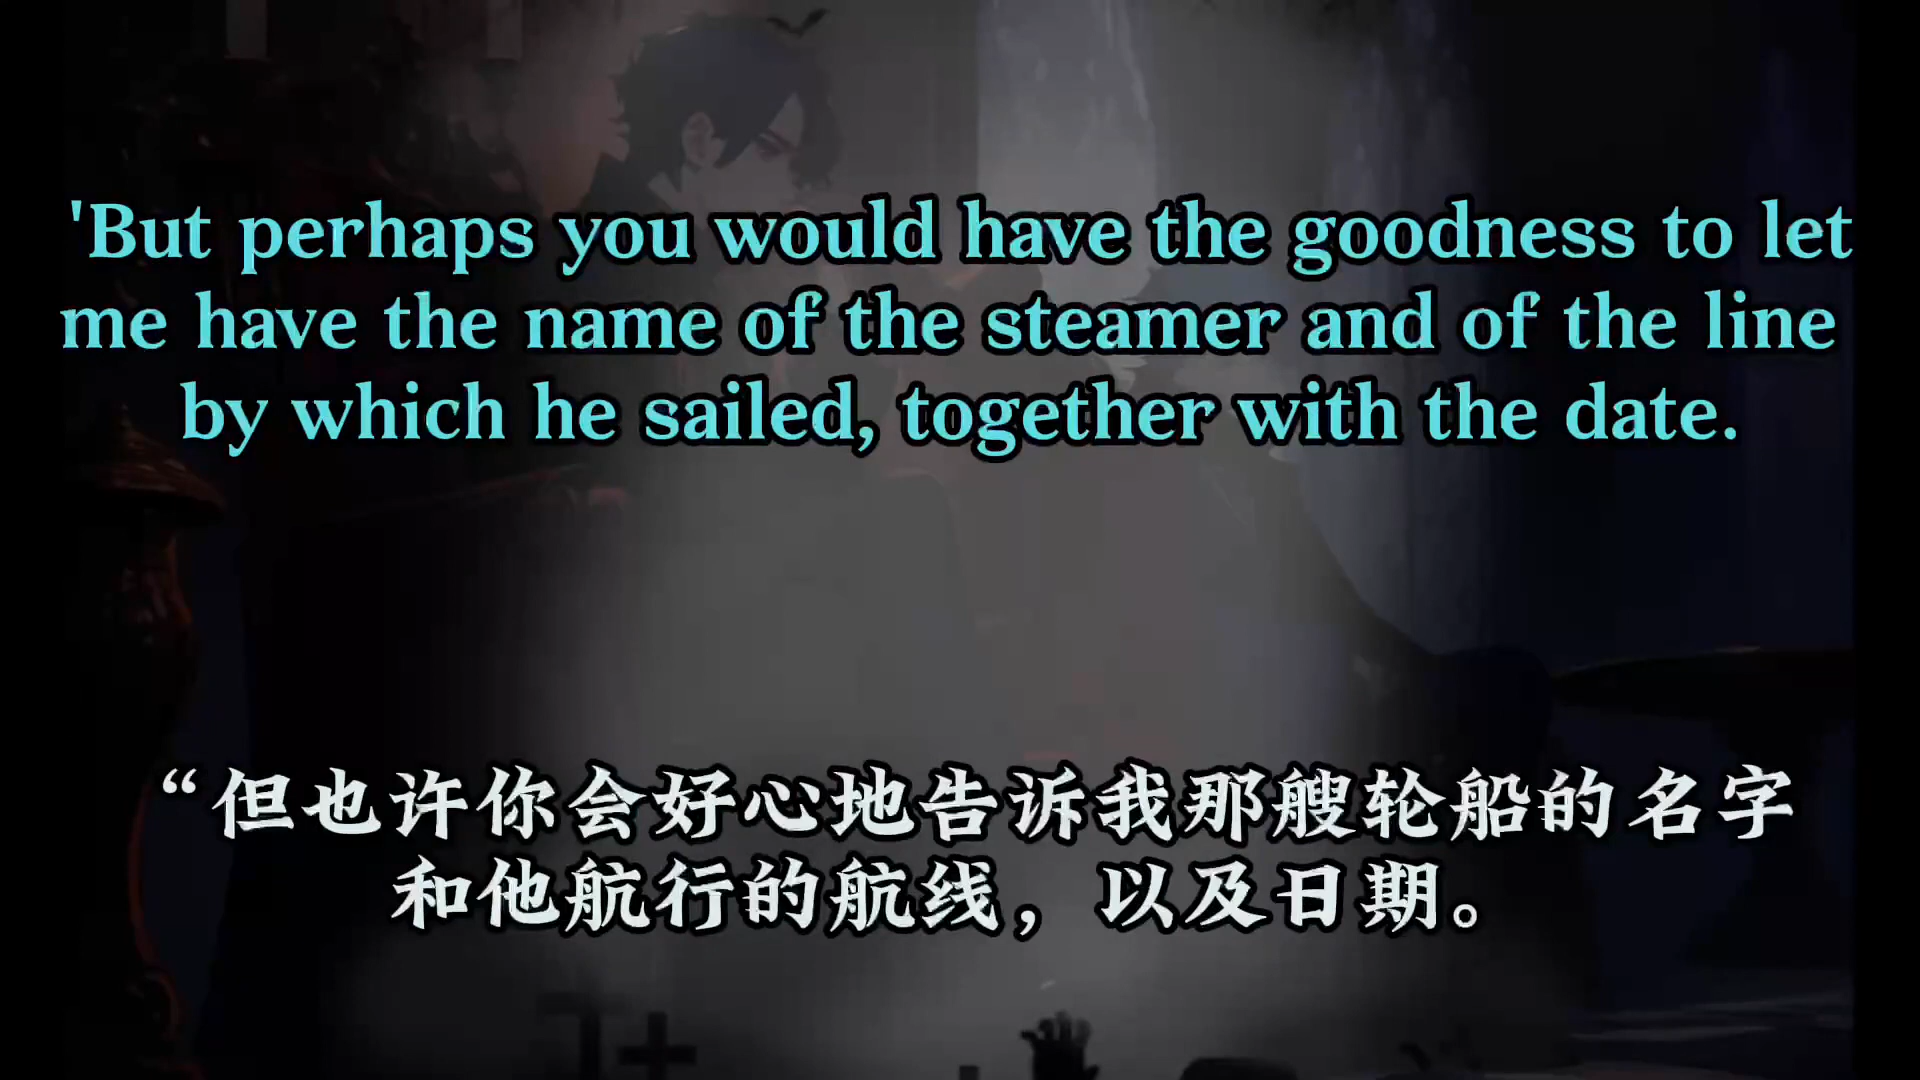 'But perhaps you would have the goodness to let
me have the name of the steamer and of the line
by which he sailed, together with the date.
“但也许你会好心地告诉我那艘轮船的名字
和他航行的航线，以及日期。